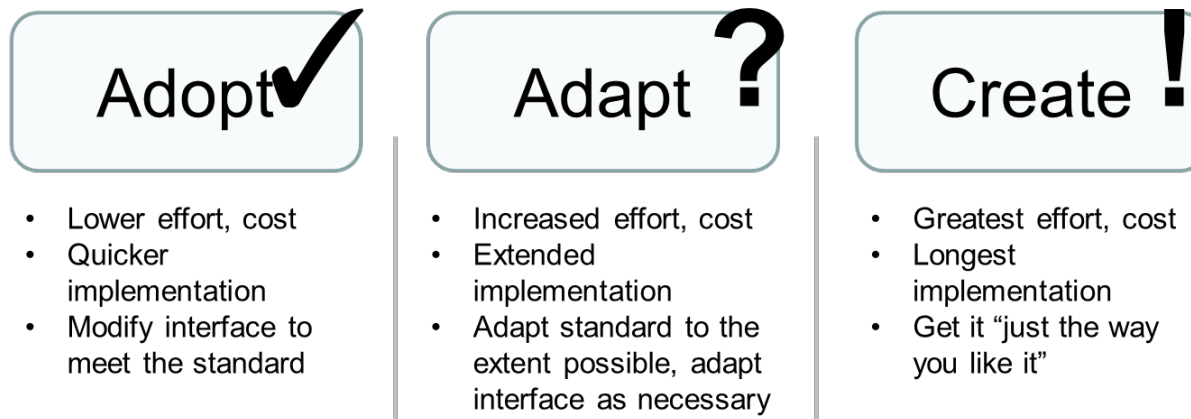 Adopt✓
• Lower effort, cost
• Quicker
implementation
• Modify interface to
meet the standard
Adapt ?
• Increased effort, cost
• Extended
implementation
• Adapt standard to the
extent possible, adapt
interface as necessary
Create !
• Greatest effort, cost
• Longest
implementation
• Get it “just the way
you like it”